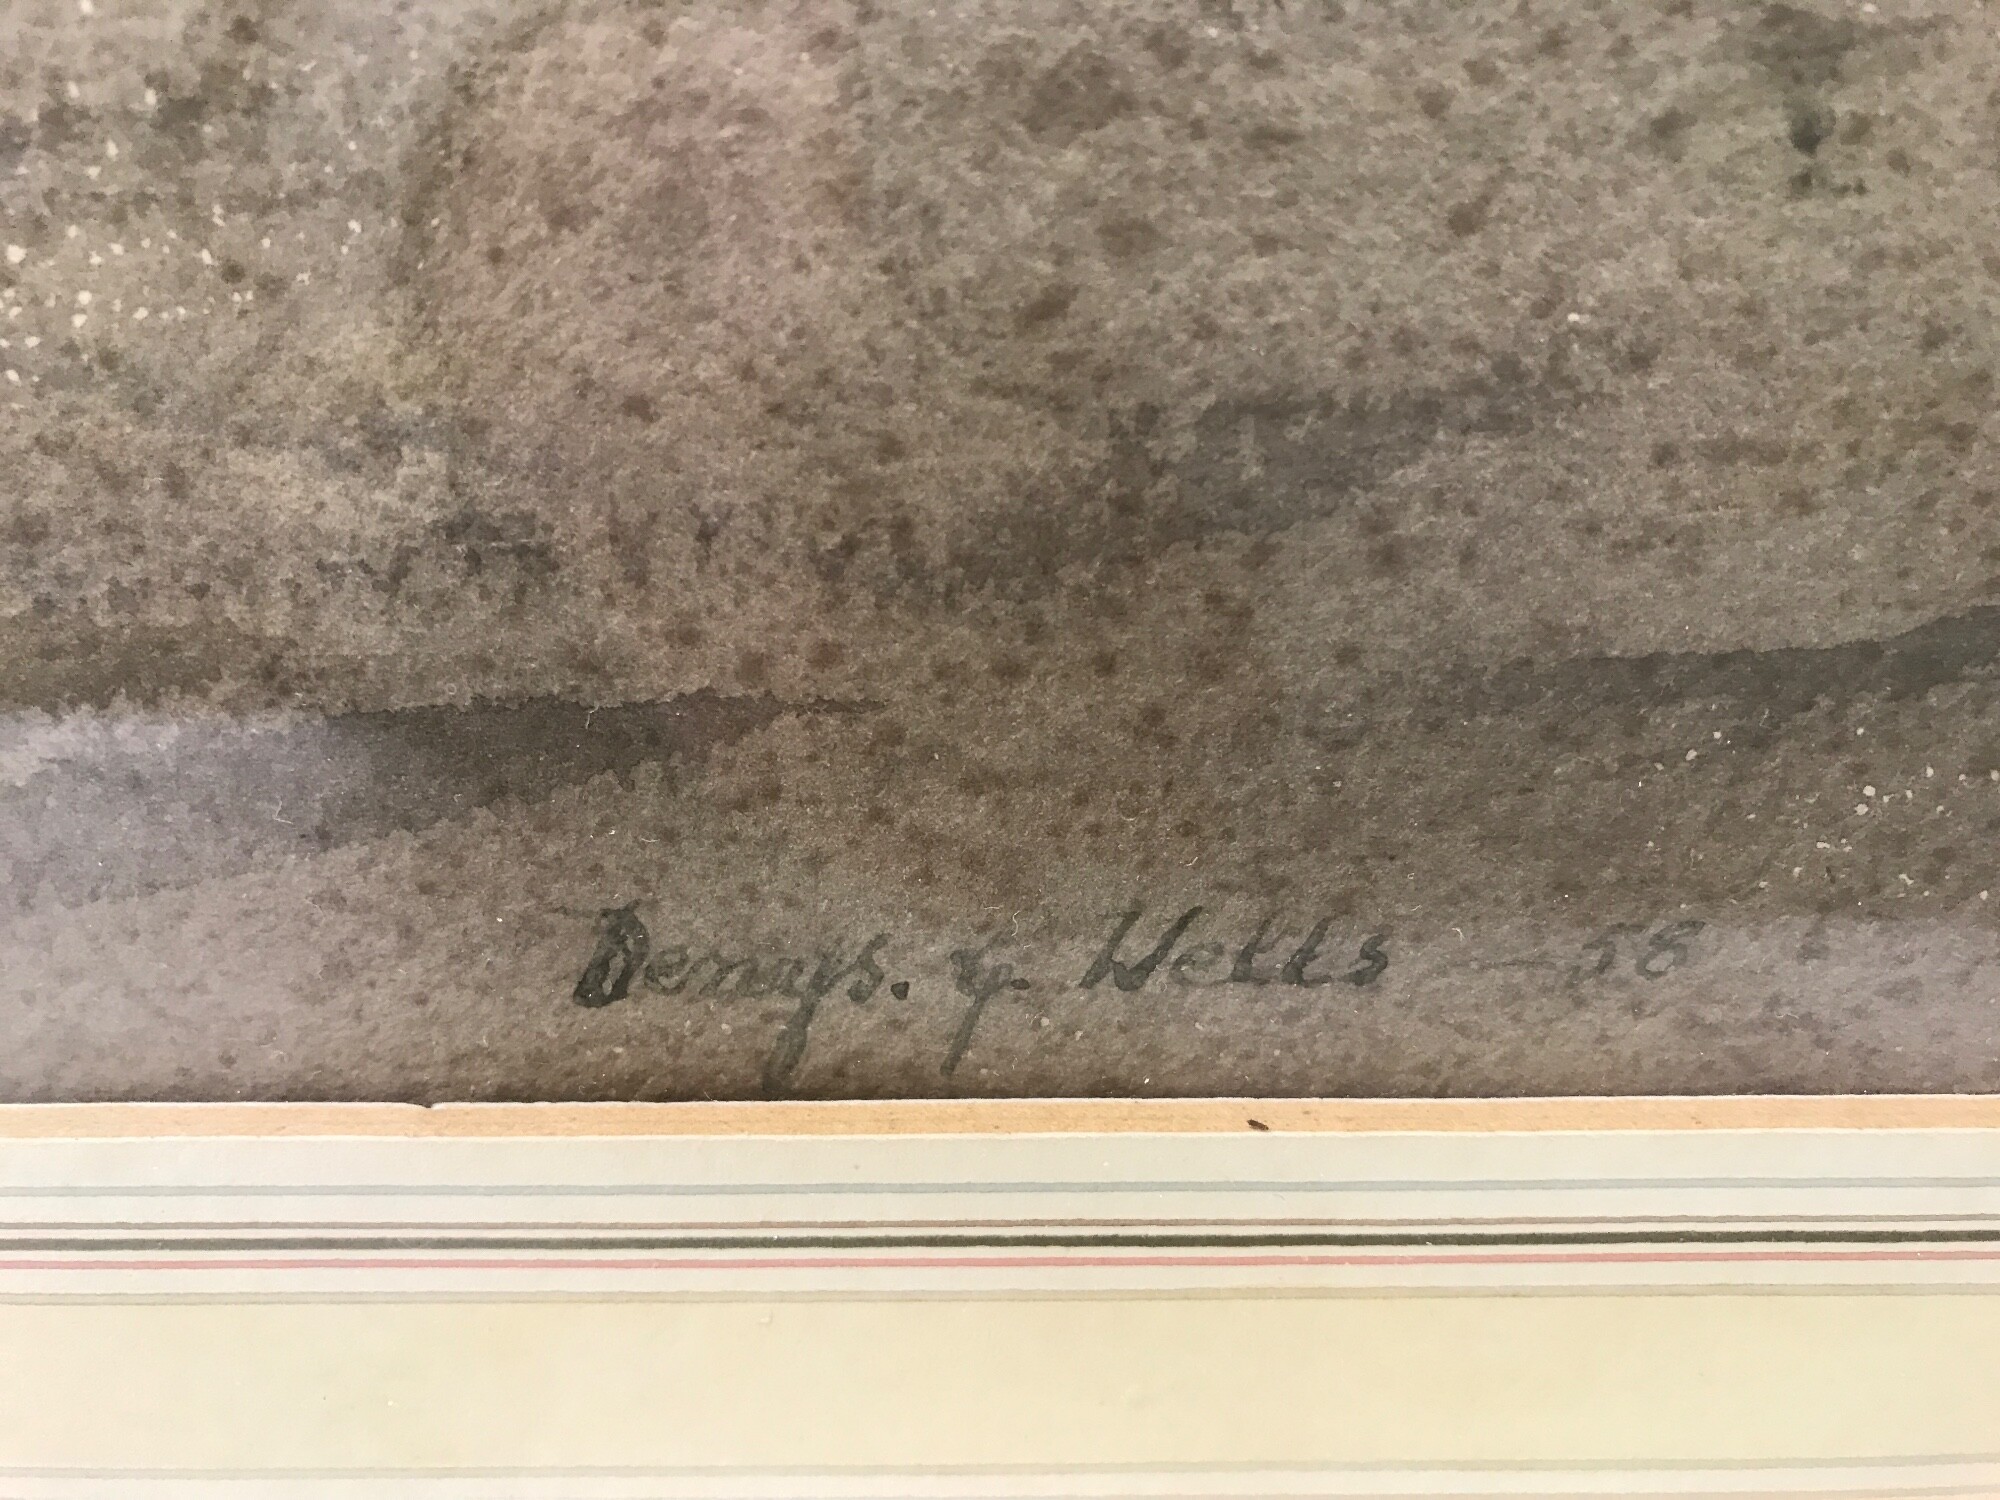 Denys. G. Wells — 58